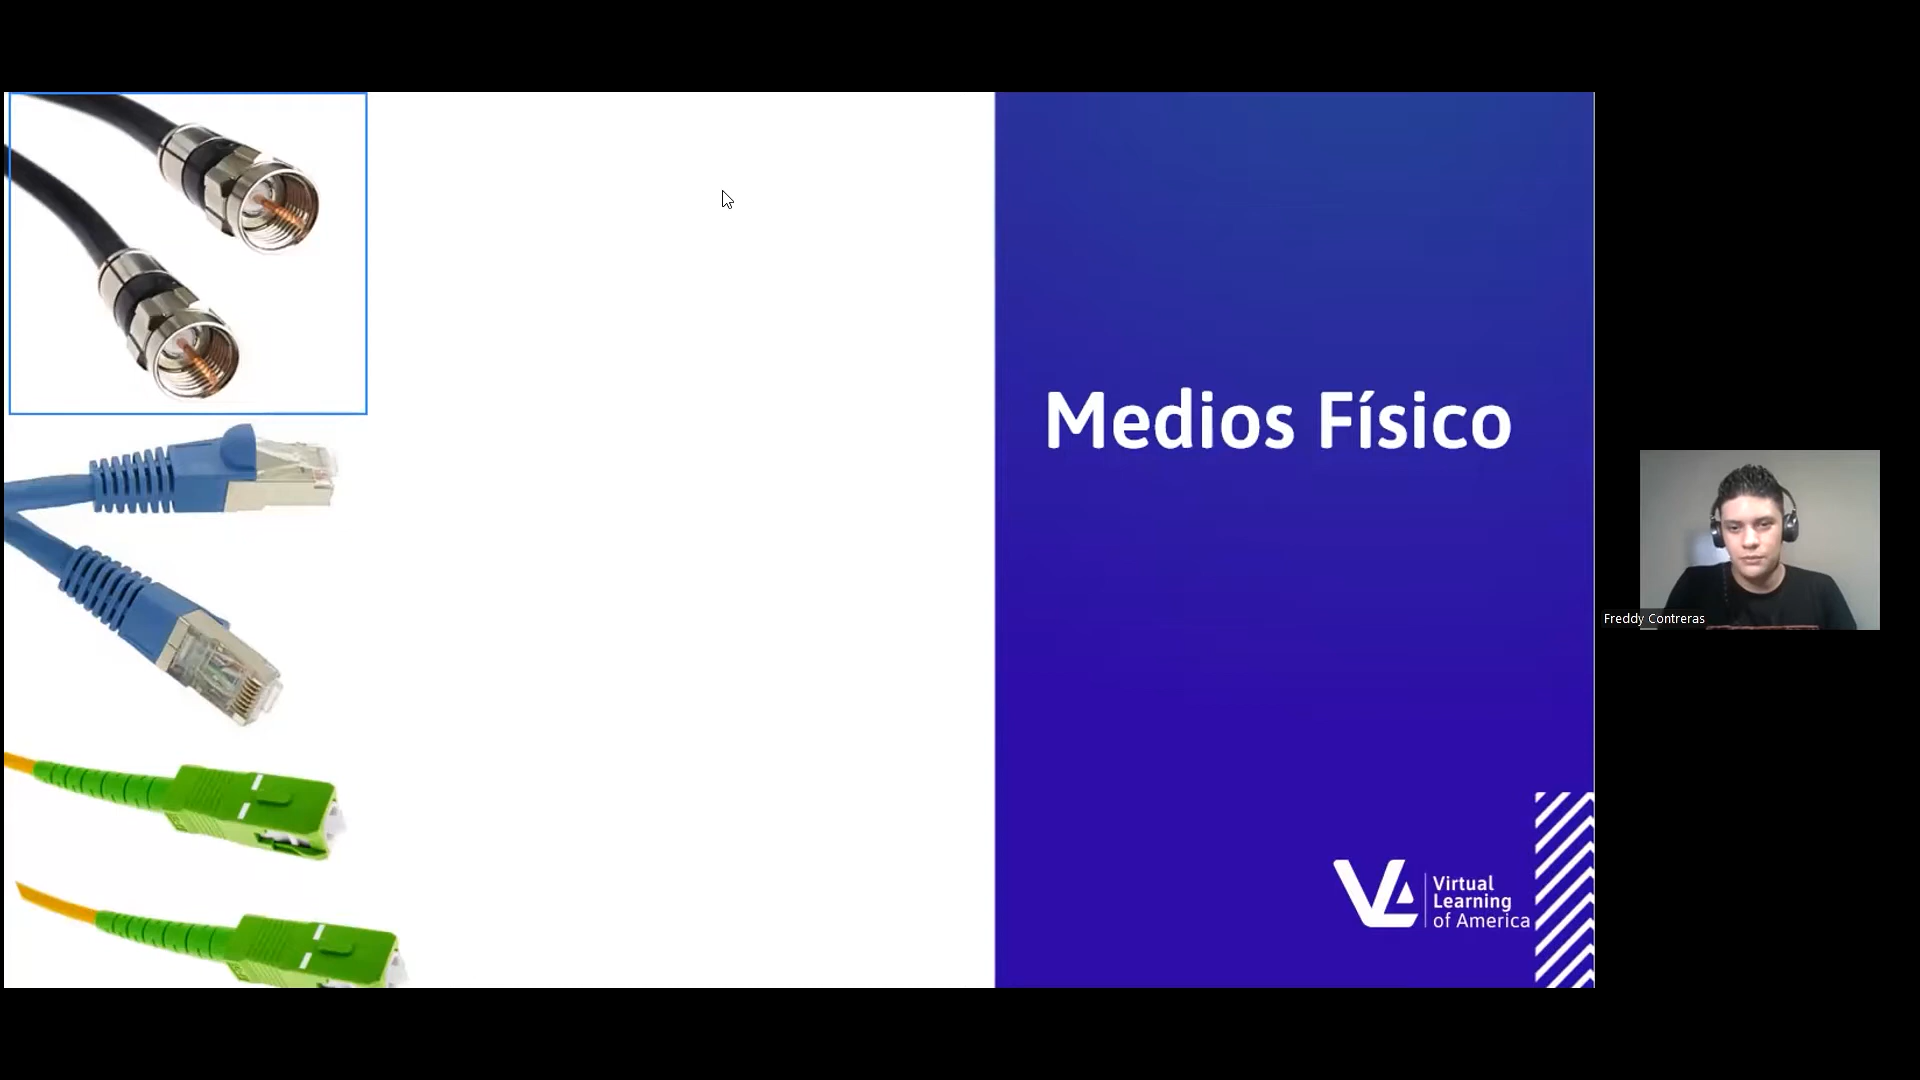 Medios Físico
Virtual
Learning
of America
Freddy Contreras